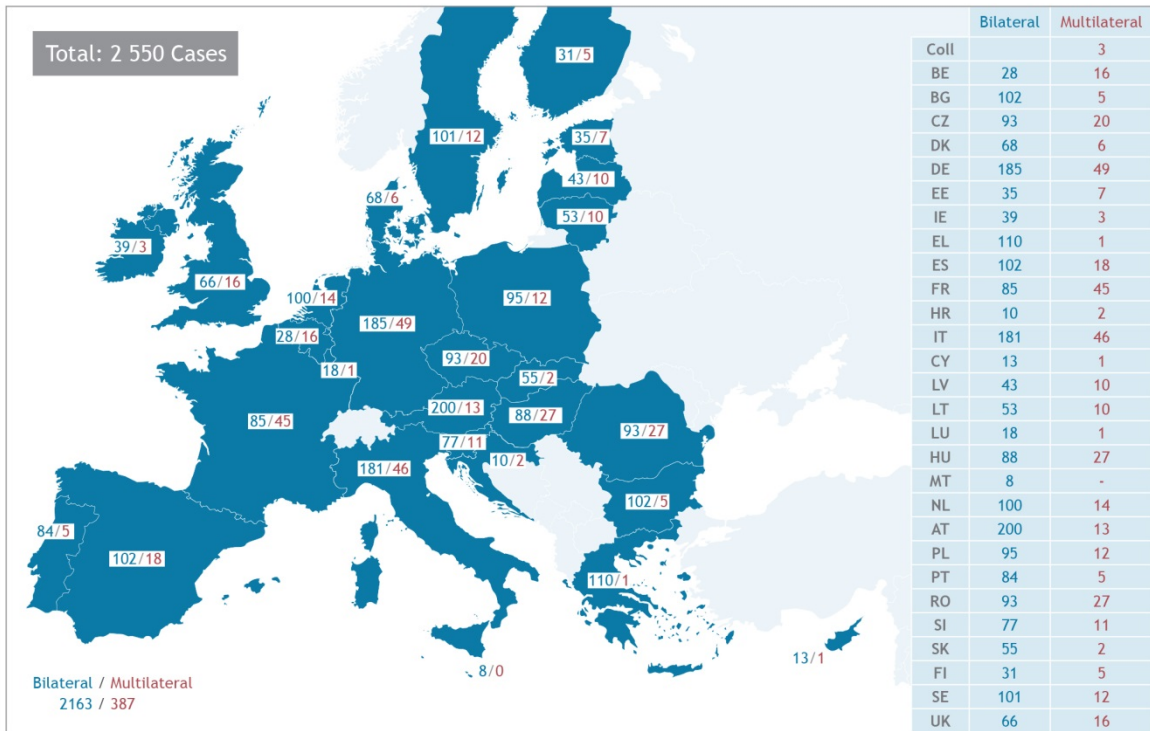 Total: 2 550 Cases
31/5
101/12
35/7
43/10
68/6
53/10
39/3
66/16
100/14
95/12
185/49
28/16
93/20
18/1
55/2
200/13
88/27
85/45
93/27
77/11
10/2
181/46
102/5
84/5
102/18
110/1
13/1
8/0
Bilateral / Multilateral
2163 / 387
Bilateral Multilateral
Coll 3
BE 28 16
BG 102 5
CZ 93 20
DK 68 6
DE 185 49
EE 35 7
IE 39 3
EL 110 1
ES 102 18
FR 85 45
HR 10 2
IT 181 46
CY 13 1
LV 43 10
LT 53 10
LU 18 1
HU 88 27
MT 8 -
NL 100 14
AT 200 13
PL 95 12
PT 84 5
RO 93 27
SI 77 11
SK 55 2
FI 31 5
SE 101 12
UK 66 16